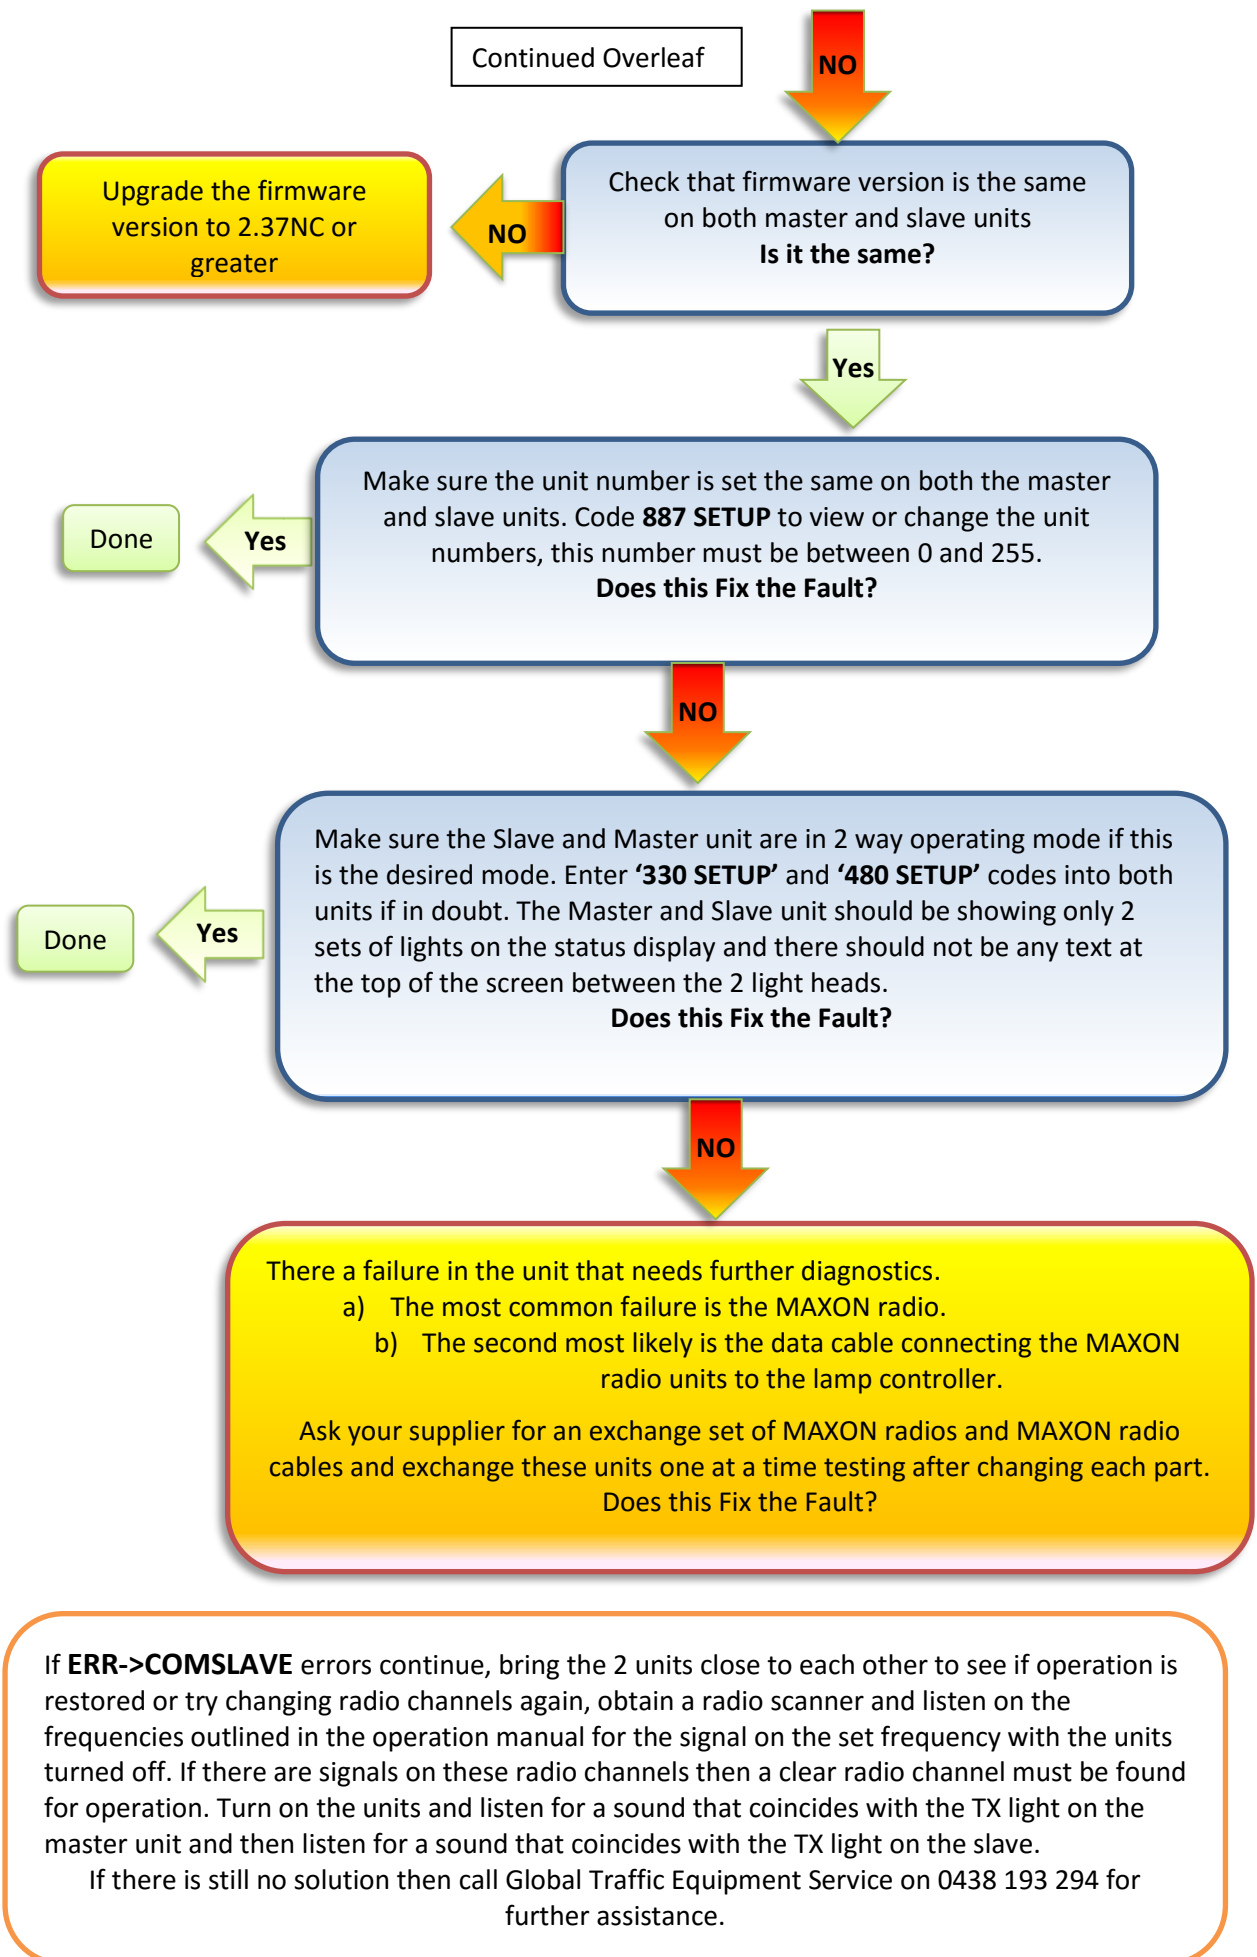 Continued Overleaf
NO
Check that firmware version is the same
on both master and slave units
Is it the same?
NO
Upgrade the firmware
version to 2.37NC or
greater
Yes
Make sure the unit number is set the same on both the master
and slave units. Code 887 SETUP to view or change the unit
numbers, this number must be between 0 and 255.
Does this Fix the Fault?
Yes
Done
NO
Make sure the Slave and Master unit are in 2 way operating mode if this
is the desired mode. Enter ‘330 SETUP’ and ‘480 SETUP’ codes into both
units if in doubt. The Master and Slave unit should be showing only 2
sets of lights on the status display and there should not be any text at
the top of the screen between the 2 light heads.
Does this Fix the Fault?
Yes
Done
NO
There a failure in the unit that needs further diagnostics.
a) The most common failure is the MAXON radio.
b) The second most likely is the data cable connecting the MAXON
radio units to the lamp controller.
Ask your supplier for an exchange set of MAXON radios and MAXON radio
cables and exchange these units one at a time testing after changing each part.
Does this Fix the Fault?
If ERR->COMSLAVE errors continue, bring the 2 units close to each other to see if operation is
restored or try changing radio channels again, obtain a radio scanner and listen on the
frequencies outlined in the operation manual for the signal on the set frequency with the units
turned off. If there are signals on these radio channels then a clear radio channel must be found
for operation. Turn on the units and listen for a sound that coincides with the TX light on the
master unit and then listen for a sound that coincides with the TX light on the slave.
If there is still no solution then call Global Traffic Equipment Service on 0438 193 294 for
further assistance.